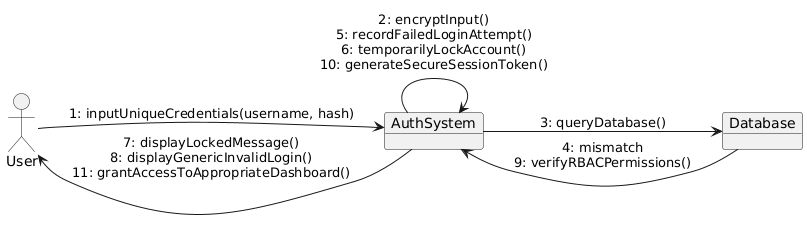 2: encryptInput()
5: recordFailedLoginAttempt()
6: temporarilyLockAccount()
10: generateSecureSessionToken()
1: inputUniqueCredentials(username, hash)
AuthSystem
3: queryDatabase()
Database
User
7: displayLockedMessage()
8: displayGenericInvalidLogin()
11: grantAccessToAppropriateDashboard()
4: mismatch
9: verifyRBACPermissions()